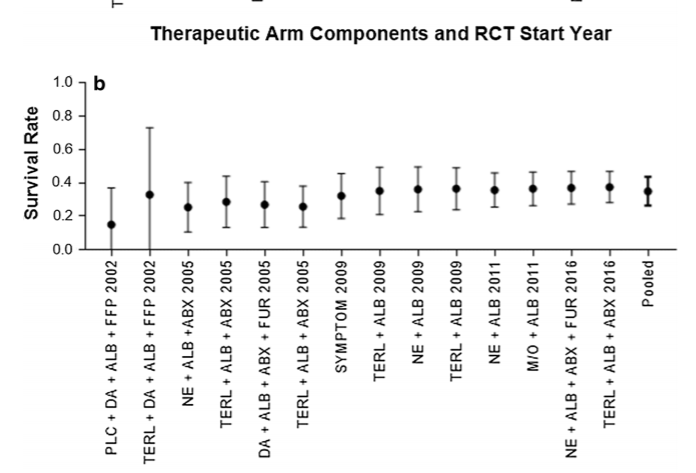 Therapeutic Arm Components and RCT Start Year
b
Survival Rate
1.0
0.8
0.6
0.4
0.2
0.0
PLC + DA + ALB + FFP 2002
TERL + DA + ALB + FFP 2002
NE + ALB +ABX 2005
TERL + ALB + ABX 2005
DA + ALB + ABX + FUR 2005
TERL + ALB + ABX 2005
SYMPTOM 2009
TERL + ALB 2009
NE + ALB 2009
TERL + ALB 2009
NE + ALB 2011
M/O + ALB 2011
NE + ALB + ABX + FUR 2016
TERL + ALB + ABX 2016
Pooled